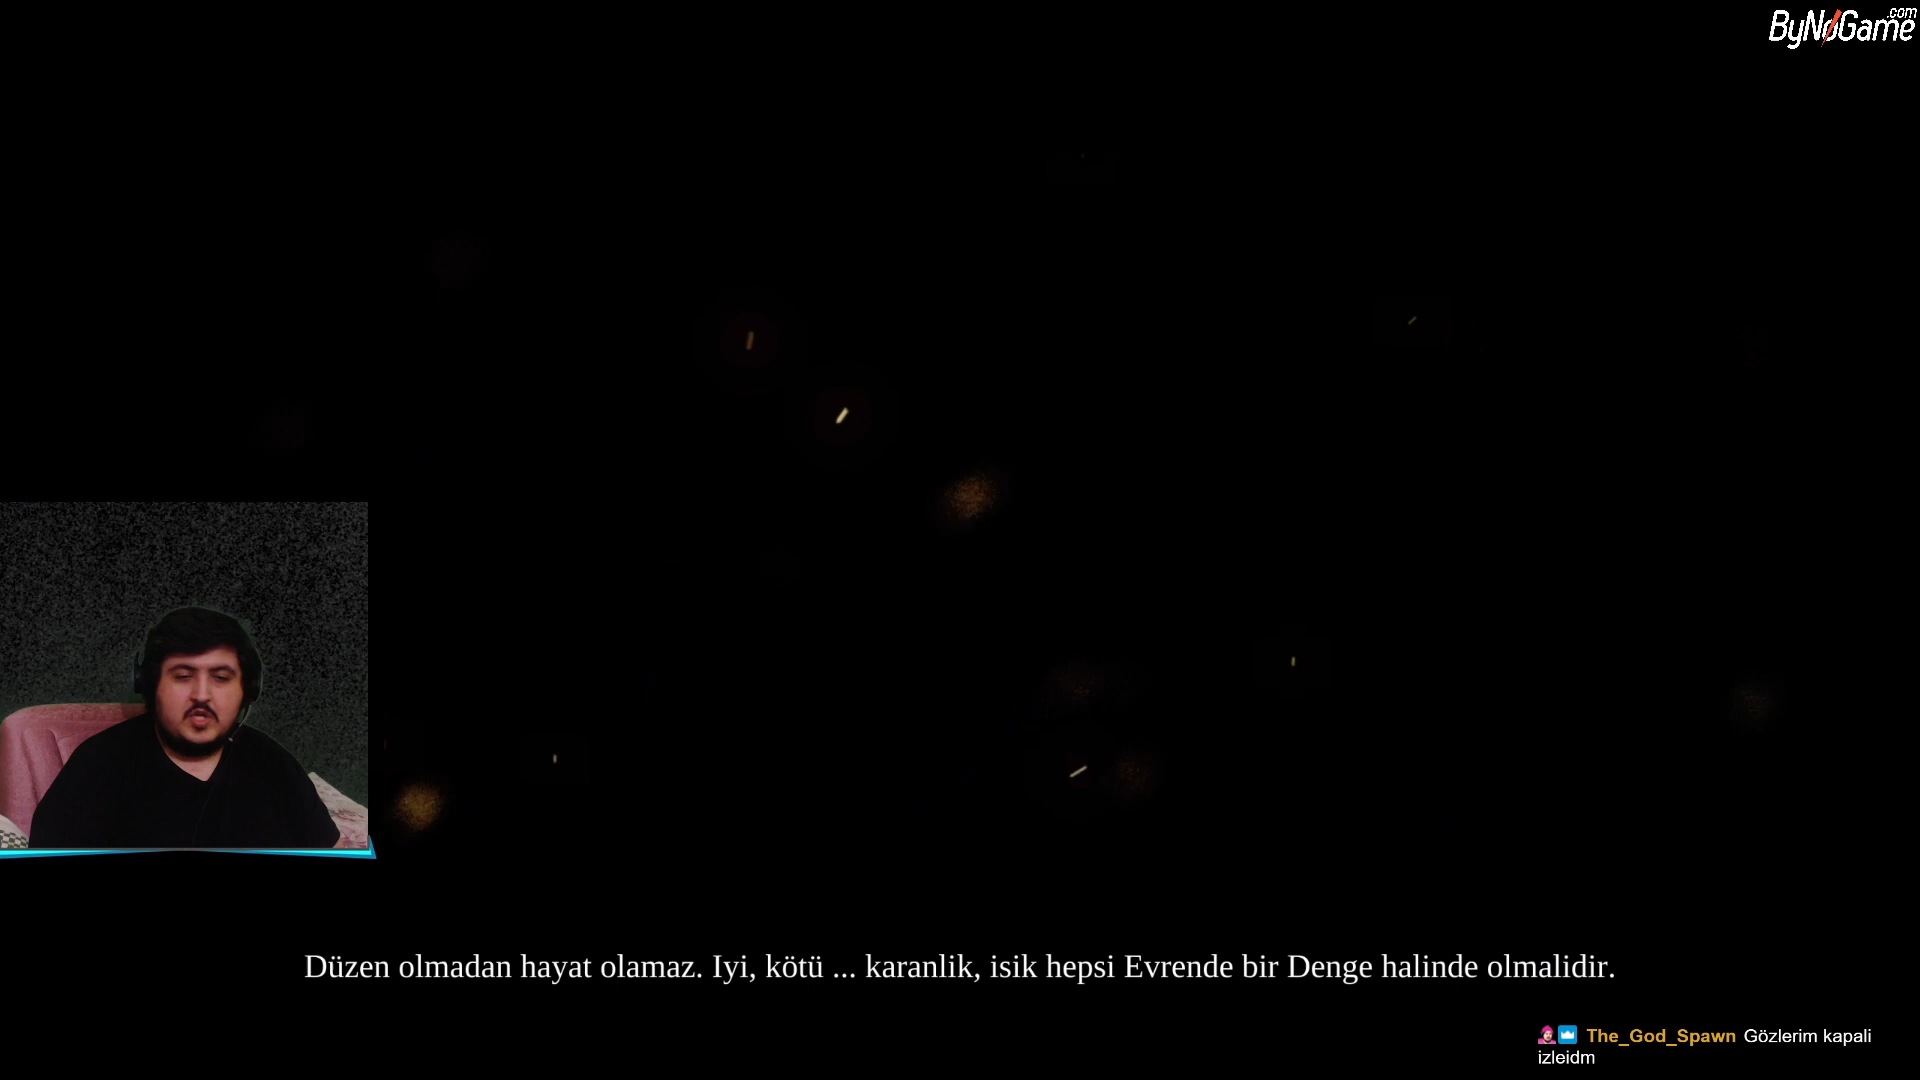 ByNoGame.com
Düzen olmadan hayat olamaz. Iyi, kötü ... karanlik, isik hepsi Evrende bir Denge halinde olmalidir.
The_God_Spawn Gözlerim kapali
izleidm